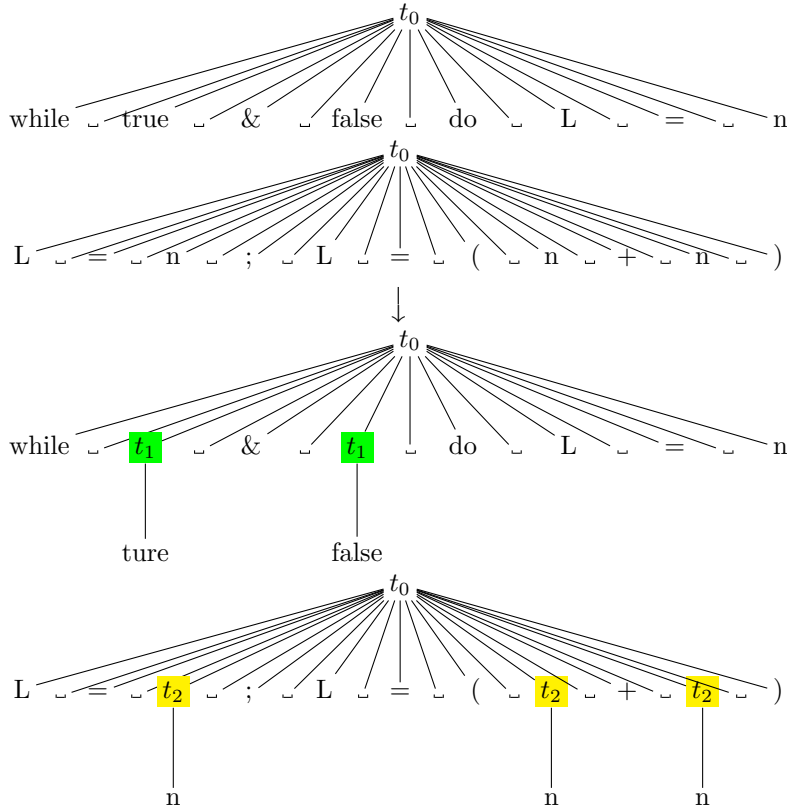 t₀
while ␣ true ␣ & ␣ false ␣ do ␣ L ␣ = ␣ n
t₀
L ␣ = ␣ n ␣ ; ␣ L ␣ = ␣ ( ␣ n ␣ + ␣ n ␣ )
↓
t₀
while ␣ t₁ ␣ & ␣ t₁ ␣ do ␣ L ␣ = ␣ n
ture false
t₀
L ␣ = ␣ t₂ ␣ ; ␣ L ␣ = ␣ ( ␣ t₂ ␣ + ␣ t₂ ␣ )
n n n